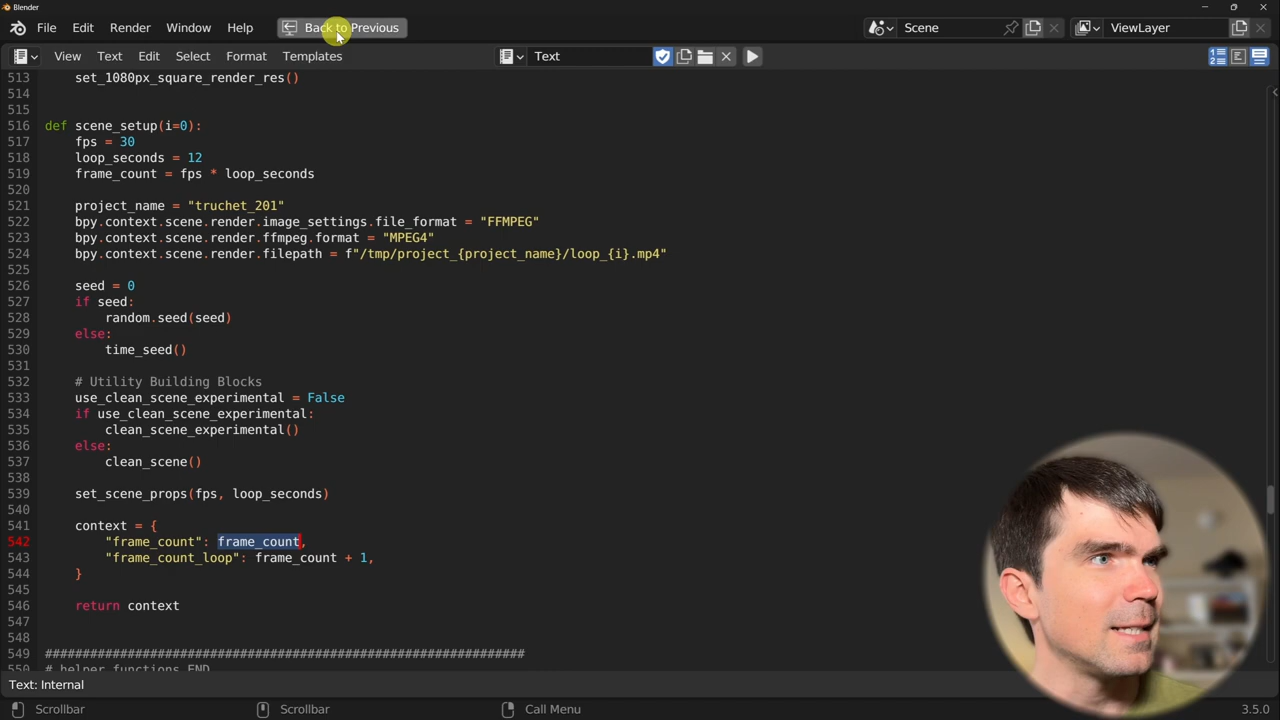 Blender
File Edit Render Window Help Back to Previous Scene ViewLayer
View Text Edit Select Format Templates Text
513 set_1080px_square_render_res()
514
515
516 def scene_setup(i=0):
517 fps = 30
518 loop_seconds = 12
519 frame_count = fps * loop_seconds
520
521 project_name = "truchet_201"
522 bpy.context.scene.render.image_settings.file_format = "FFMPEG"
523 bpy.context.scene.render.ffmpeg.format = "MPEG4"
524 bpy.context.scene.render.filepath = f"/tmp/project_{project_name}/loop_{i}.mp4"
525
526 seed = 0
527 if seed:
528 random.seed(seed)
529 else:
530 time_seed()
531
532 # Utility Building Blocks
533 use_clean_scene_experimental = False
534 if use_clean_scene_experimental:
535 clean_scene_experimental()
536 else:
537 clean_scene()
538
539 set_scene_props(fps, loop_seconds)
540
541 context = {
542 "frame_count": frame_count,
543 "frame_count_loop": frame_count + 1,
544 }
545
546 return context
547
548
549 ################################################################
550 # helper functions END
Text: Internal
Scrollbar Scrollbar Call Menu 3.5.0